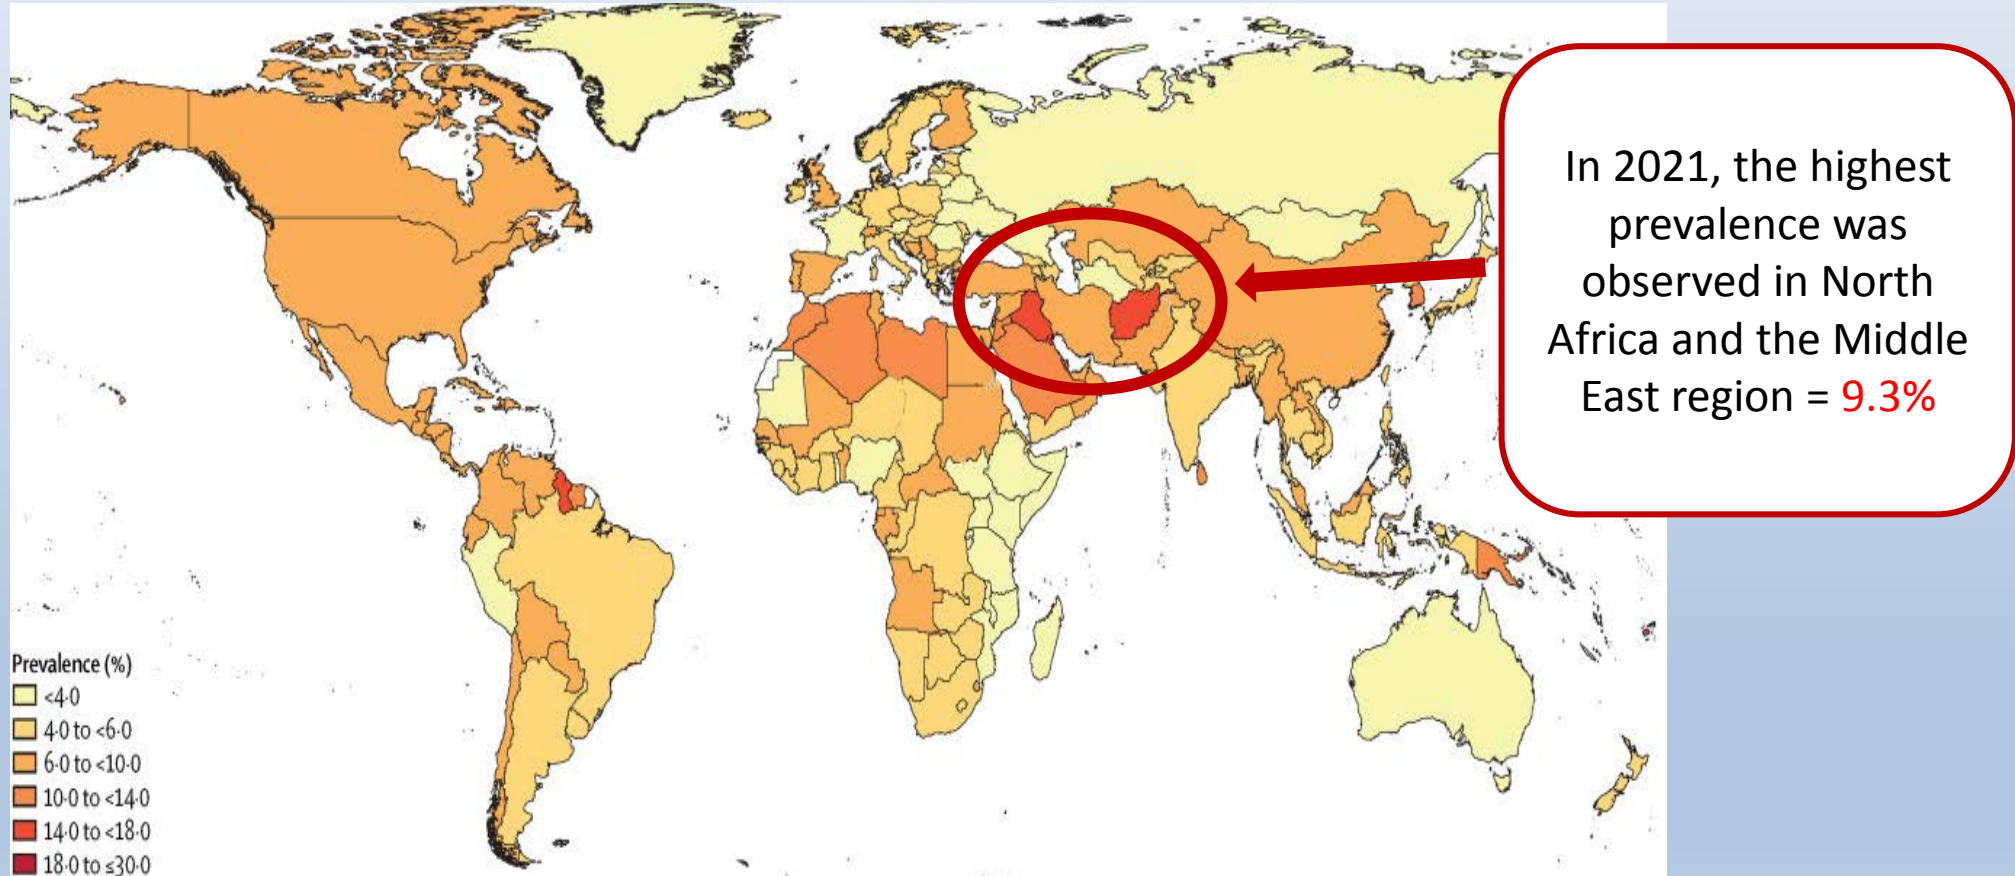 In 2021, the highest
prevalence was
observed in North
Africa and the Middle
East region = 9.3%
Prevalence (%)
<4·0
4·0 to <6·0
6·0 to <10·0
10·0 to <14·0
14·0 to <18·0
18·0 to ≤30·0